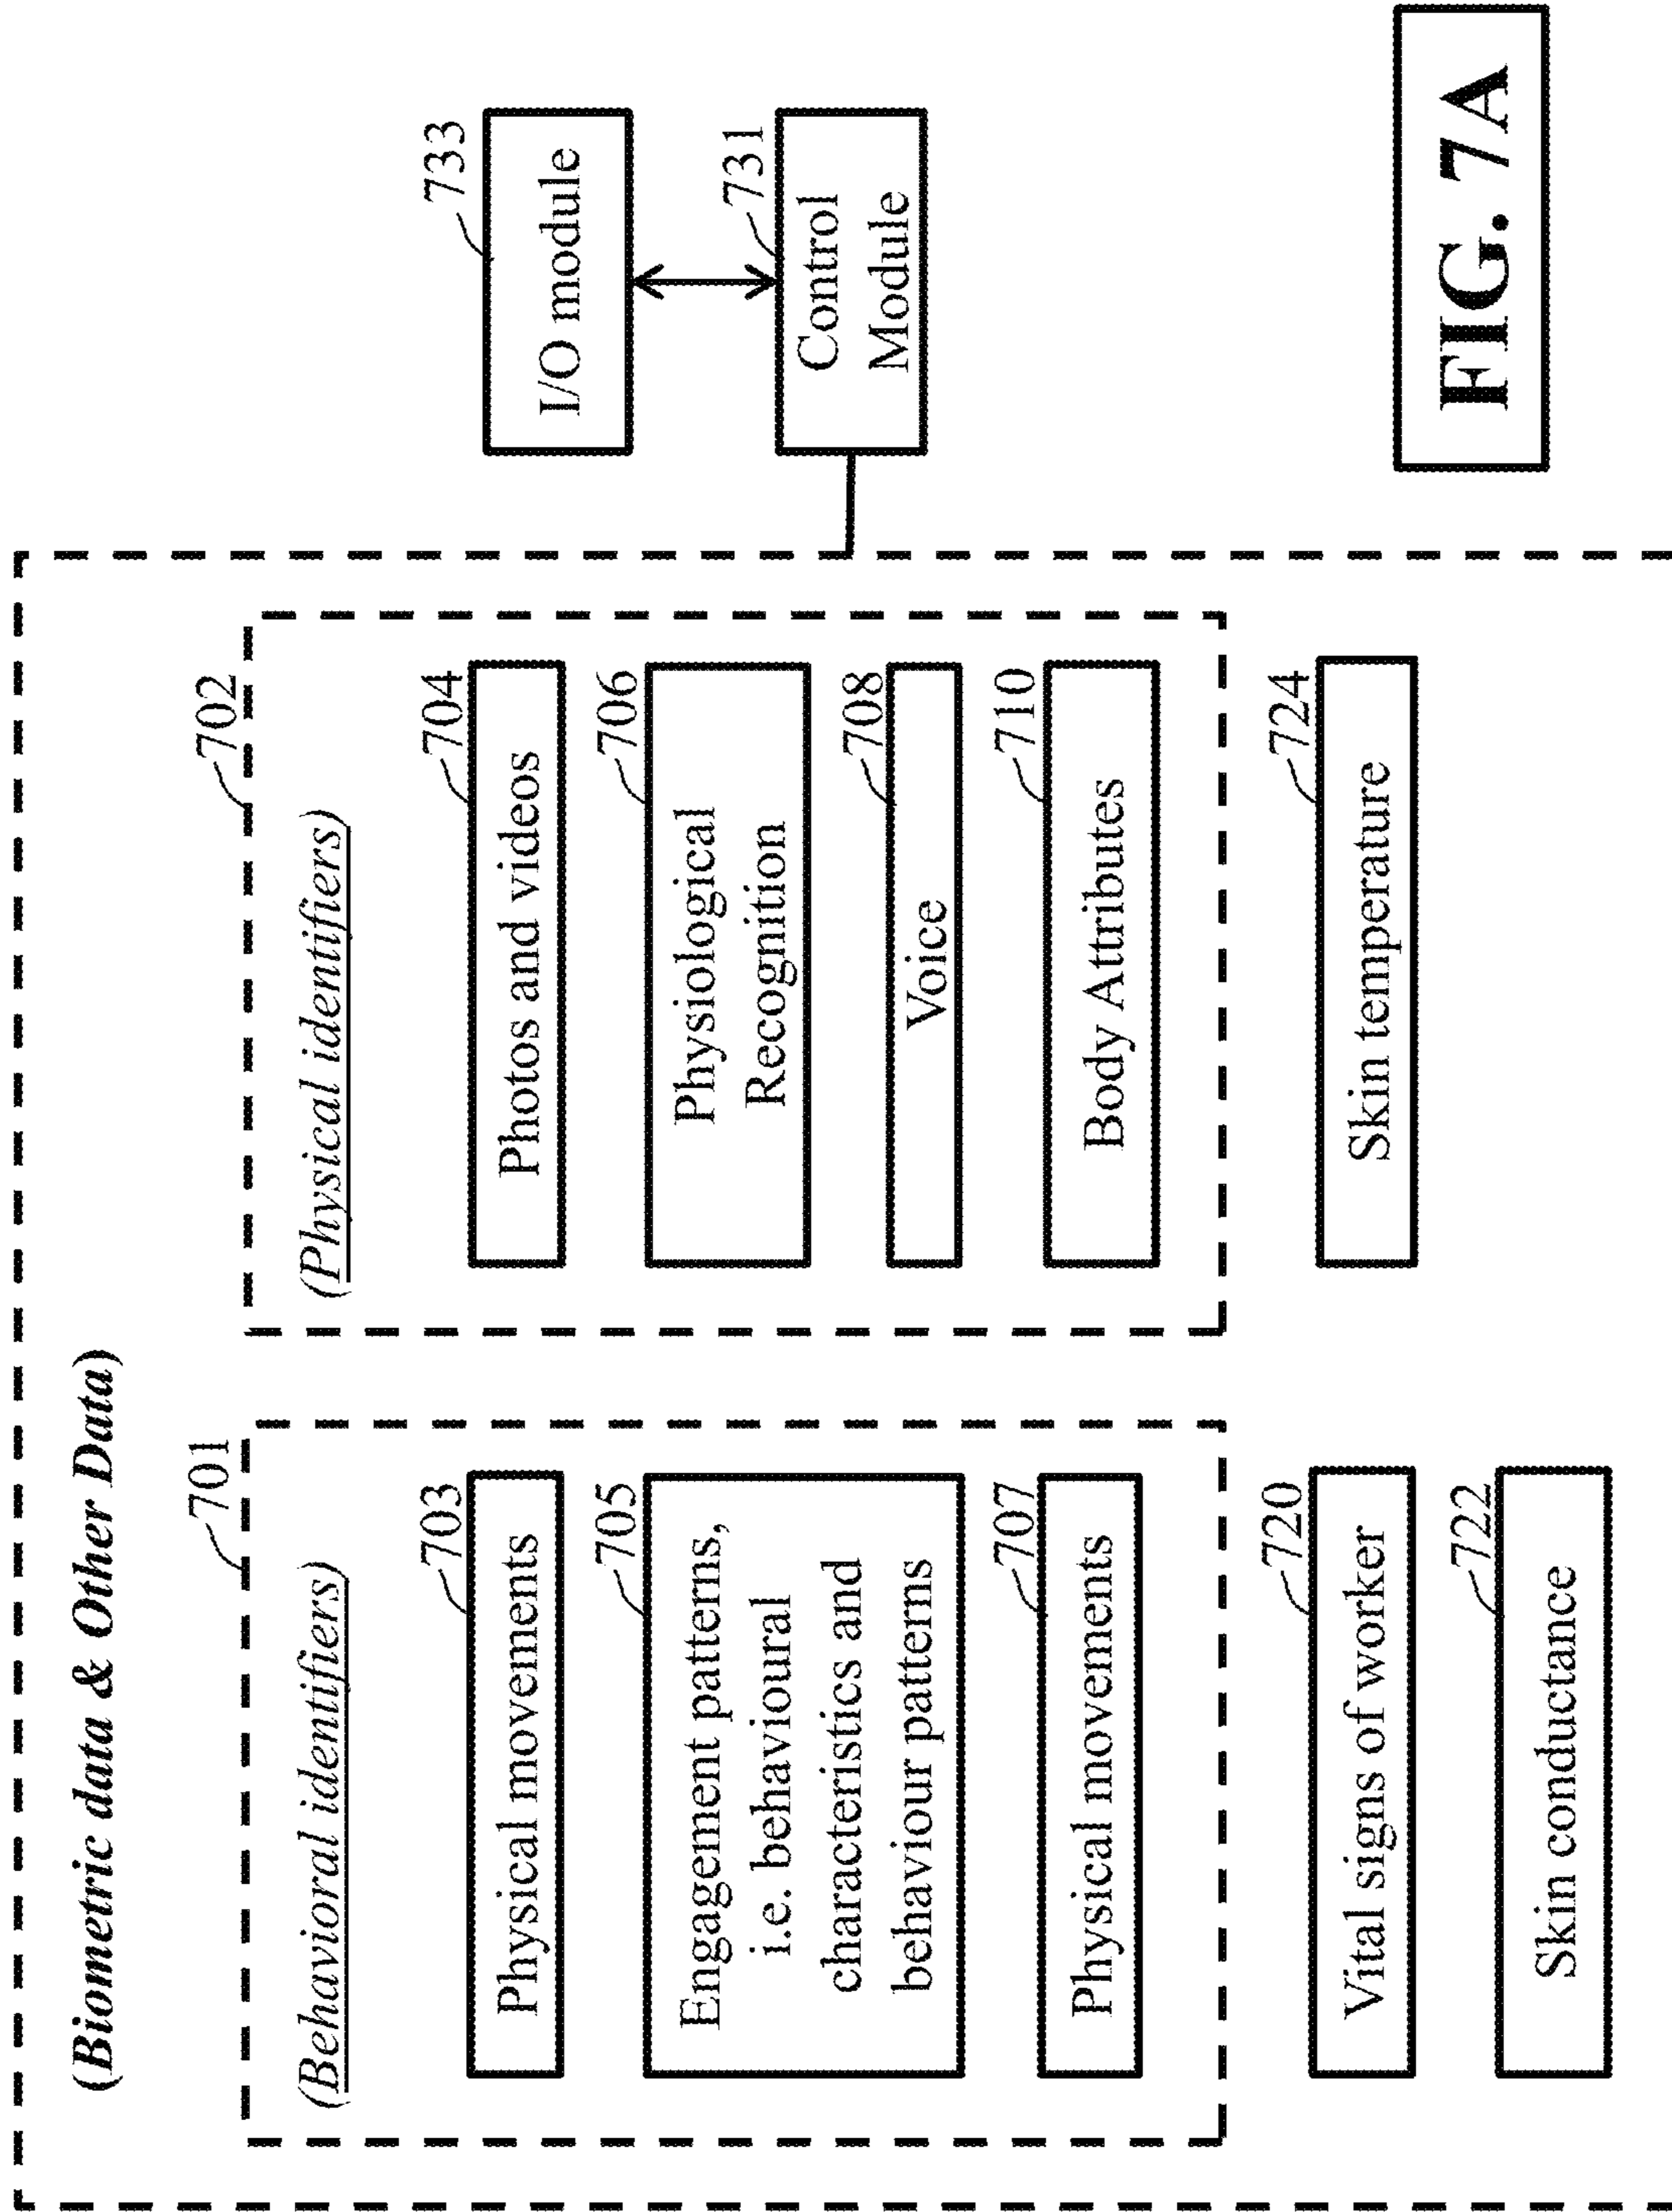 (Biometric data & Other Data)
701
(Behavioral identifiers)
703
Physical movements
705
Engagement patterns,
i.e. behavioural
characteristics and
behaviour patterns
707
Physical movements
720
Vital signs of worker
722
Skin conductance
702
(Physical identifiers)
704
Photos and videos
706
Physiological
Recognition
708
Voice
710
Body Attributes
724
Skin temperature
733
I/O module
731
Control
Module
FIG. 7A